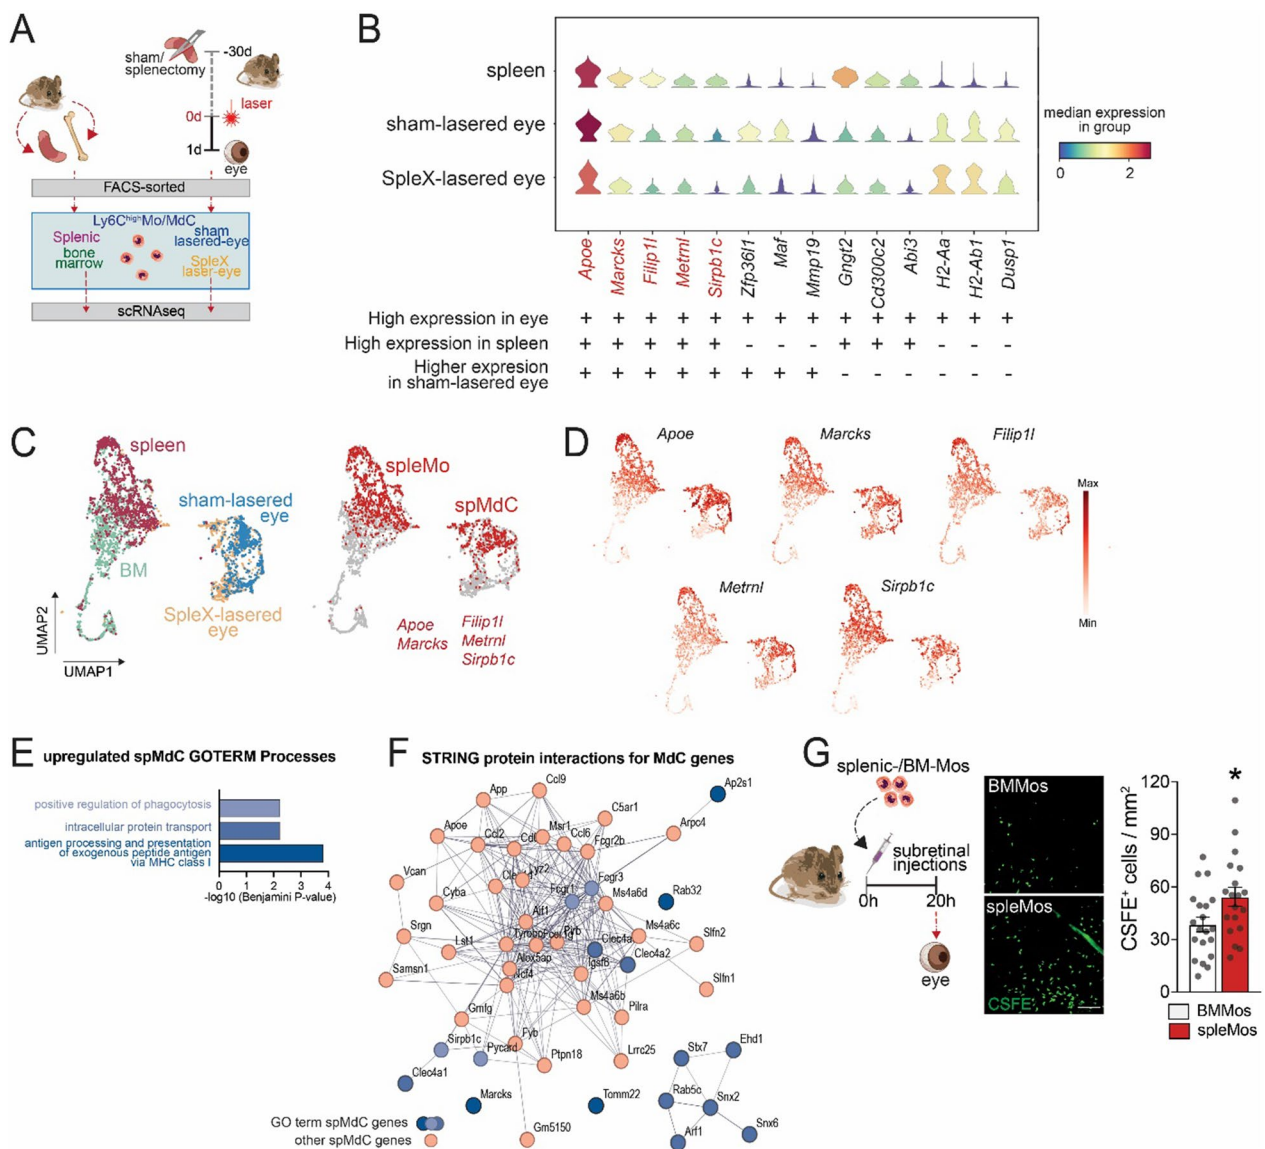 A
sham/
splenectomy
-30d
laser
0d
1d
eye
FACS-sorted
Ly6ChighMo/MdC
Splenic
bone
marrow
sham
lasered-eye
SpleX
laser-eye
scRNAseq
B
spleen
sham-lasered eye
SpleX-lasered eye
median expression
in group
0 2
Apoe Marcks Filip1l Metrnl Sirpb1c Zfp36l1 Maf Mmp19 Gngt2 Cd300c2 Abi3 H2-Aa H2-Ab1 Dusp1
High expression in eye + + + + + + + + + + + + + +
High expression in spleen + + + + + - - - + + + - - -
Higher expresion
in sham-lasered eye + + + + + + + + - - - - - -
C
spleen
sham-lasered
eye
BM
SpleX-lasered
eye
UMAP2
UMAP1
spleMo
spMdC
Apoe
Marcks
Filip1l
Metrnl
Sirpb1c
D
Apoe
Marcks
Filip1l
Metrnl
Sirpb1c
Max
Min
E upregulated spMdC GOTERM Processes
positive regulation of phagocytosis
intracellular protein transport
antigen processing and presentation
of exogenous peptide antigen
via MHC class I
0 1 2 3 4
-log10 (Benjamini P-value)
F STRING protein interactions for MdC genes
Ccl9
App
Ap2s1
C5ar1
Apoe
Ccl2
Msr1
Ccl6
Fcgr2b
Arpc4
Vcan
Cyba
Fcgr3
Fcgr1
Ms4a6d
Rab32
Srgn
Aif1
Ms4a6c
Slfn2
Lst1
Clec4a2
Alox5ap
Igsf6
Samsn1
Ncf4
Slfn1
Ms4a6b
Pilra
Gmfg
Sirpb1c
Pycard
Fyb
Ptpn18
Lrrc25
Stx7
Ehd1
Clec4a1
Marcks
Tomm22
Rab5c
Snx2
Snx6
Arf1
Gm5150
GO term spMdC genes
other spMdC genes
G
splenic-/BM-Mos
subretinal
injections
0h 20h
eye
BMMos
spleMos
CSFE
CSFE+ cells / mm2
120
90
60
30
0
*
BMMos
spleMos